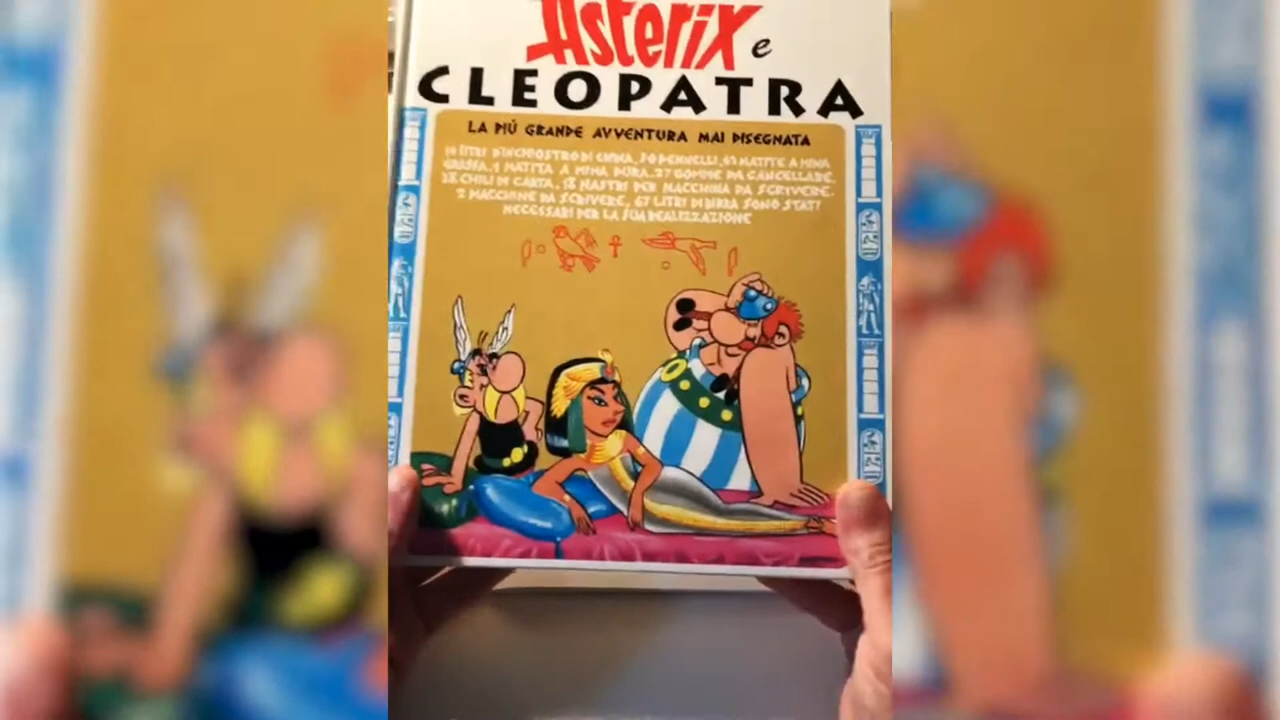 Asterix e
CLEOPATRA
LA PIÚ GRANDE AVVENTURA MAI DISEGNATA
14 LITRI D'INCHIOSTRO DI CHINA, 30 PENNELLI, 62 MATITE A MINA
GRASSA, 1 MATITA A MINA DURA, 27 GOMME DA CANCELLARE,
38 CHILI DI CARTA, 18 NASTRI PER MACCHINA DA SCRIVERE,
2 MACCHINE DA SCRIVERE, 67 LITRI DI BIRRA SONO STATI
NECESSARI PER LA SUA REALIZZAZIONE